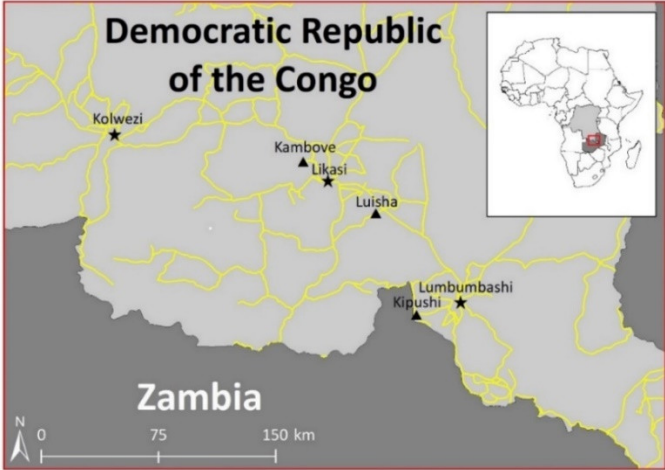 Democratic Republic
of the Congo
Kolwezi
Kambove
Likasi
Luisha
Lumbumbashi
Kipushi
Zambia
N
0 75 150 km